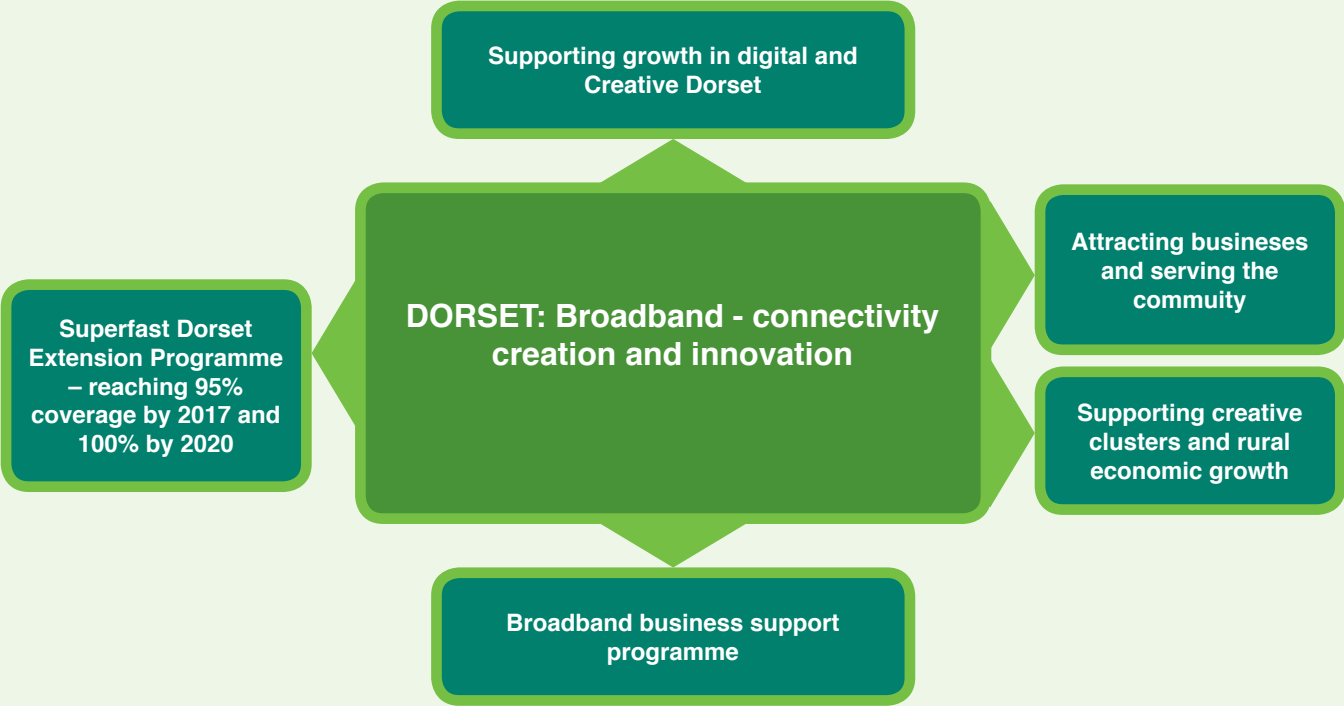 Supporting growth in digital and
Creative Dorset
DORSET: Broadband - connectivity
creation and innovation
Attracting busineses
and serving the
commuity
Superfast Dorset
Extension Programme
– reaching 95%
coverage by 2017 and
100% by 2020
Supporting creative
clusters and rural
economic growth
Broadband business support
programme